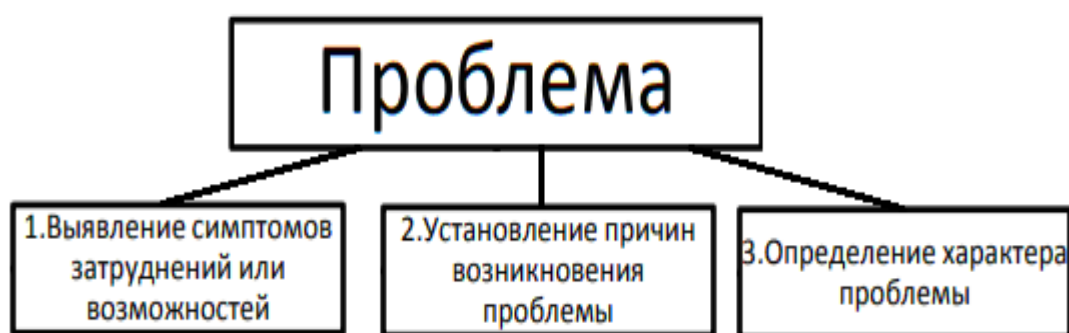 Проблема
1.Выявление симптомов
затруднений или
возможностей
2.Установление причин
возникновения
проблемы
3.Определение характера
проблемы